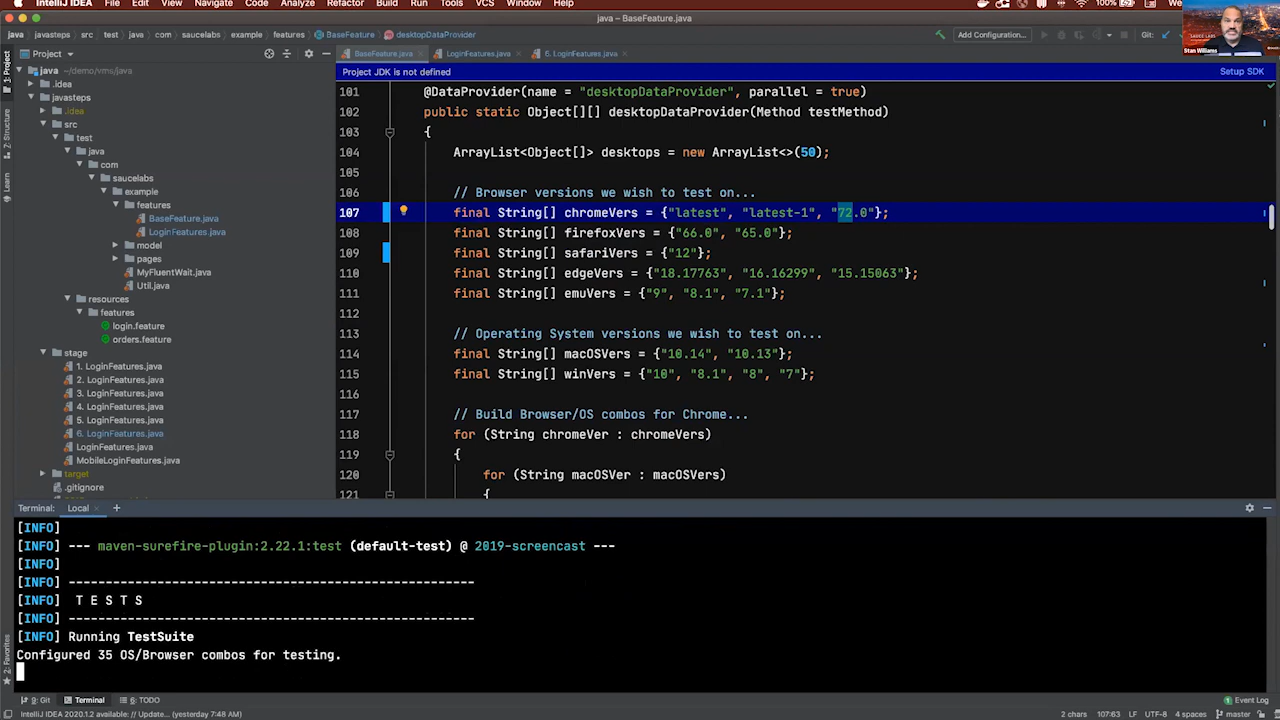 IntelliJ IDEA File Edit View Navigate Code Analyze Refactor Build Run Tools VCS Window Help 100%
java – BaseFeature.java
java javasteps src test java com saucelabs example features BaseFeature desktopDataProvider Add Configuration... Git:
SAUCE LABS
Stan Williams
Project
BaseFeature.java LoginFeatures.java 6. LoginFeatures.java
Project JDK is not defined Setup SDK
1: Project
7: Structure
Learn
2: Favorites
java ~/demo/vms/java
.idea
javasteps
.idea
src
test
java
com
saucelabs
example
features
BaseFeature.java
LoginFeatures.java
model
pages
MyFluentWait.java
Util.java
resources
features
login.feature
orders.feature
stage
1. LoginFeatures.java
2. LoginFeatures.java
3. LoginFeatures.java
4. LoginFeatures.java
5. LoginFeatures.java
6. LoginFeatures.java
LoginFeatures.java
MobileLoginFeatures.java
target
.gitignore
101 @DataProvider(name = "desktopDataProvider", parallel = true)
102 public static Object[][] desktopDataProvider(Method testMethod)
103 {
104 ArrayList<Object[]> desktops = new ArrayList<>(50);
105
106 // Browser versions we wish to test on...
107 final String[] chromeVers = {"latest", "latest-1", "72.0"};
108 final String[] firefoxVers = {"66.0", "65.0"};
109 final String[] safariVers = {"12"};
110 final String[] edgeVers = {"18.17763", "16.16299", "15.15063"};
111 final String[] emuVers = {"9", "8.1", "7.1"};
112
113 // Operating System versions we wish to test on...
114 final String[] macOSVers = {"10.14", "10.13"};
115 final String[] winVers = {"10", "8.1", "8", "7"};
116
117 // Build Browser/OS combos for Chrome...
118 for (String chromeVer : chromeVers)
119 {
120 for (String macOSVer : macOSVers)
121 {
Terminal: Local +
[INFO]
[INFO] --- maven-surefire-plugin:2.22.1:test (default-test) @ 2019-screencast ---
[INFO]
[INFO] -------------------------------------------------------
[INFO] T E S T S
[INFO] -------------------------------------------------------
[INFO] Running TestSuite
Configured 35 OS/Browser combos for testing.
9: Git Terminal 6: TODO Event Log
IntelliJ IDEA 2020.1.2 available: // Update... (yesterday 7:48 AM) 2 chars 107:63 LF UTF-8 4 spaces master